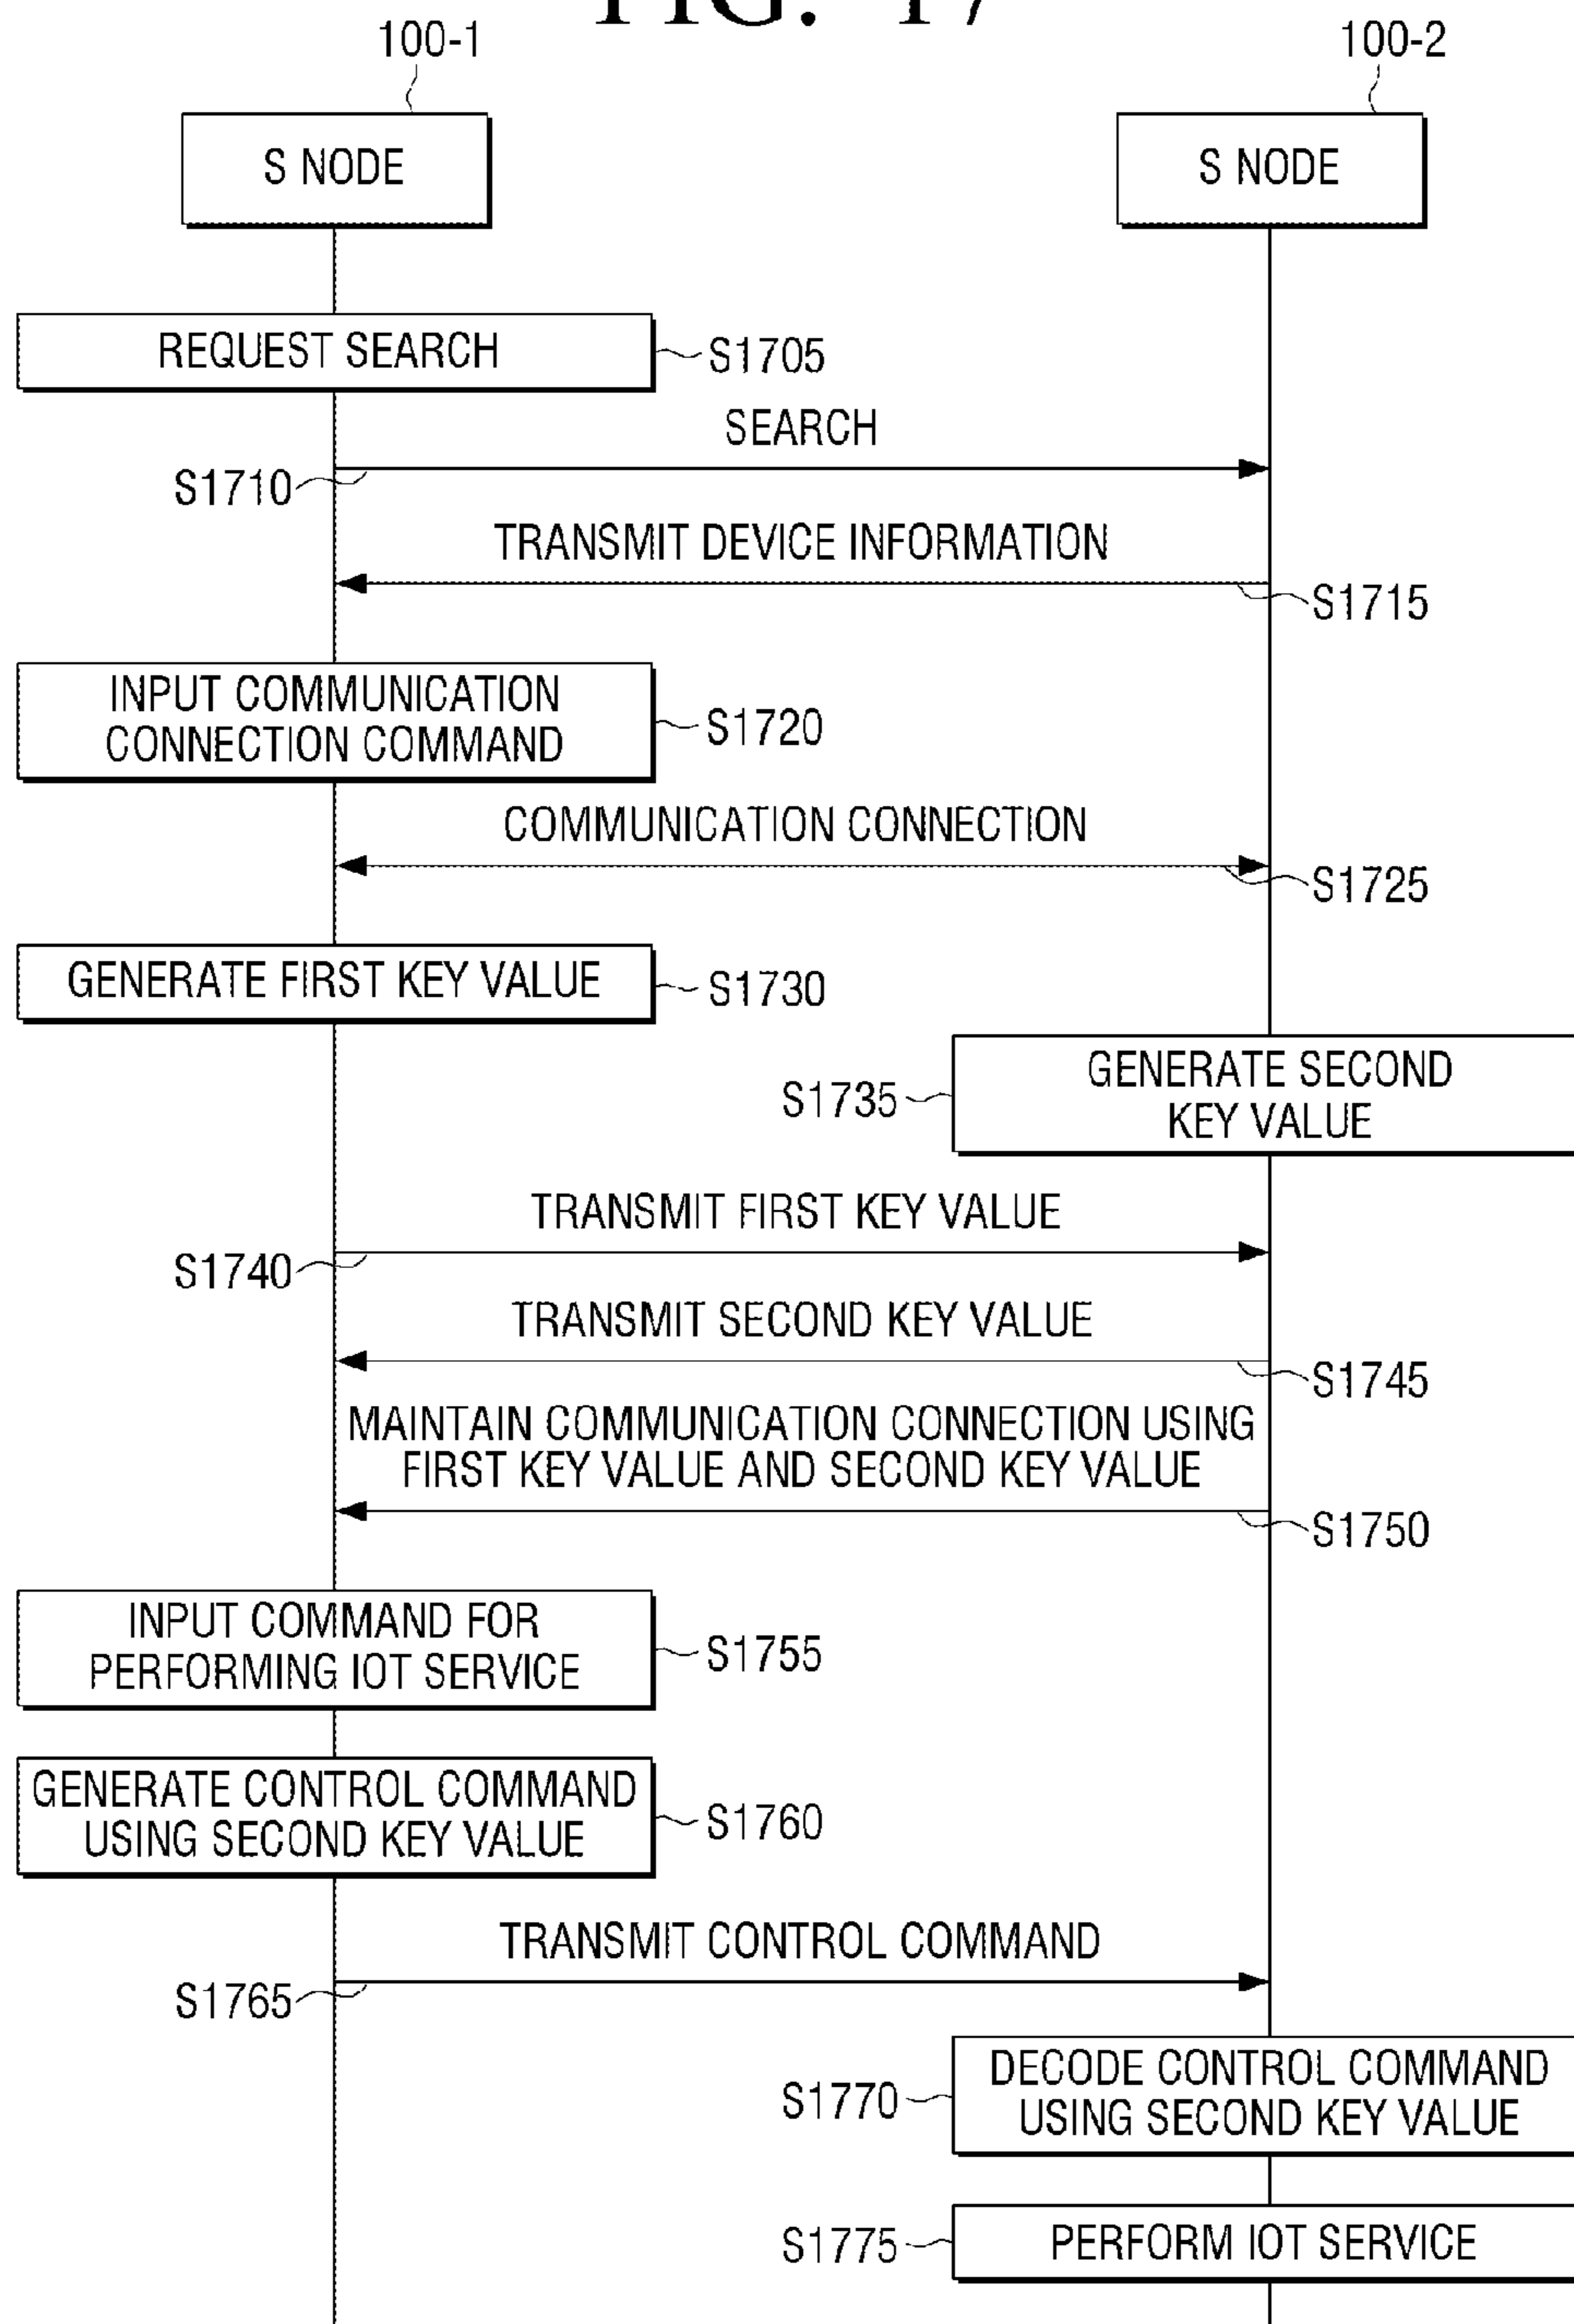 FIG. 17
100-1
100-2
S NODE
S NODE
REQUEST SEARCH
S1705
SEARCH
S1710
TRANSMIT DEVICE INFORMATION
S1715
INPUT COMMUNICATION
CONNECTION COMMAND
S1720
COMMUNICATION CONNECTION
S1725
GENERATE FIRST KEY VALUE
S1730
GENERATE SECOND
KEY VALUE
S1735
TRANSMIT FIRST KEY VALUE
S1740
TRANSMIT SECOND KEY VALUE
S1745
MAINTAIN COMMUNICATION CONNECTION USING
FIRST KEY VALUE AND SECOND KEY VALUE
S1750
INPUT COMMAND FOR
PERFORMING IOT SERVICE
S1755
GENERATE CONTROL COMMAND
USING SECOND KEY VALUE
S1760
TRANSMIT CONTROL COMMAND
S1765
DECODE CONTROL COMMAND
USING SECOND KEY VALUE
S1770
PERFORM IOT SERVICE
S1775